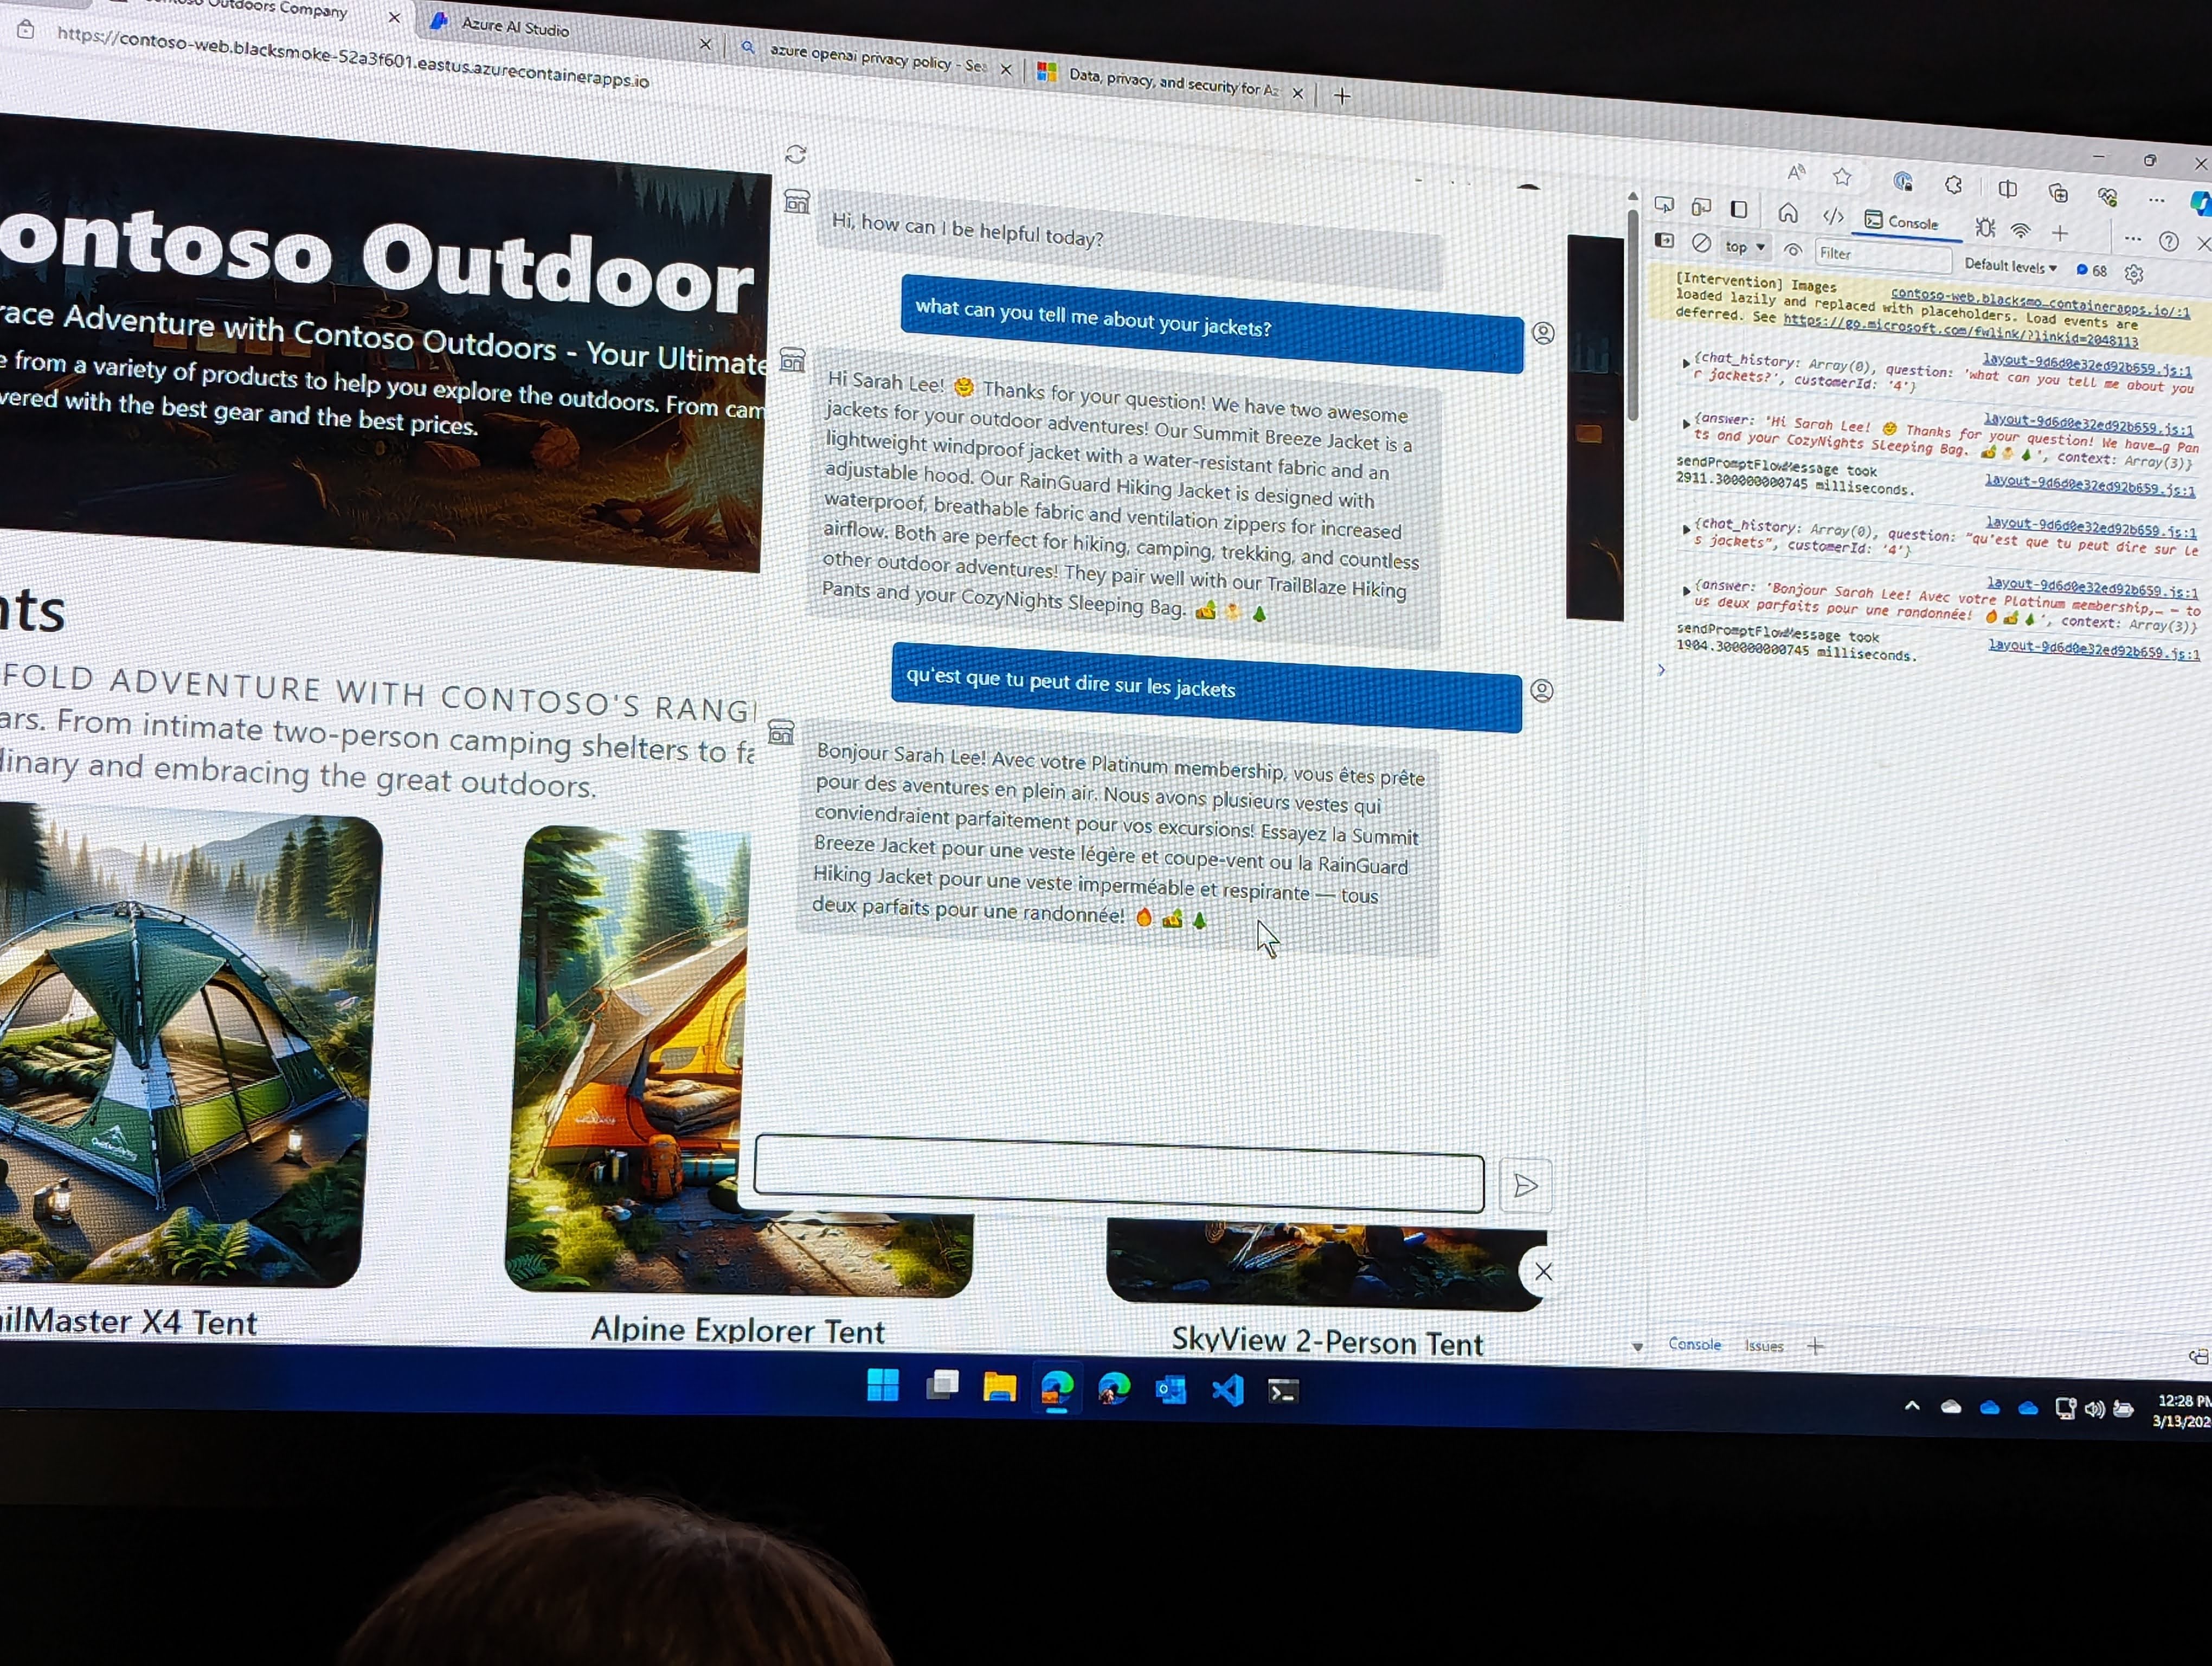 Outdoors Company
Azure AI Studio
azure openai privacy policy - Se
Data, privacy, and security for Az
https://contoso-web.blacksmoke-52a3f601.eastus.azurecontainerapps.io
ontoso Outdoor
race Adventure with Contoso Outdoors - Your Ultimate
e from a variety of products to help you explore the outdoors. From cam
vered with the best gear and the best prices.
nts
FOLD ADVENTURE WITH CONTOSO'S RANG
ars. From intimate two-person camping shelters to fa
linary and embracing the great outdoors.
ilMaster X4 Tent
Alpine Explorer Tent
SkyView 2-Person Tent
Hi, how can I be helpful today?
what can you tell me about your jackets?
Hi Sarah Lee! 🌞 Thanks for your question! We have two awesome
jackets for your outdoor adventures! Our Summit Breeze Jacket is a
lightweight windproof jacket with a water-resistant fabric and an
adjustable hood. Our RainGuard Hiking Jacket is designed with
waterproof, breathable fabric and ventilation zippers for increased
airflow. Both are perfect for hiking, camping, trekking, and countless
other outdoor adventures! They pair well with our TrailBlaze Hiking
Pants and your CozyNights Sleeping Bag.
qu'est que tu peut dire sur les jackets
Bonjour Sarah Lee! Avec votre Platinum membership, vous êtes prête
pour des aventures en plein air. Nous avons plusieurs vestes qui
conviendraient parfaitement pour vos excursions! Essayez la Summit
Breeze Jacket pour une veste légère et coupe-vent ou la RainGuard
Hiking Jacket pour une veste imperméable et respirante — tous
deux parfaits pour une randonnée! 🔥 🏕️ 🌲
Console
top
Filter
Default levels
68
[Intervention] Images contoso-web.blacksmo…containerapps.io/:1
loaded lazily and replaced with placeholders. Load events are
deferred. See https://go.microsoft.com/fwlink/?linkid=2048113
layout-9d6d0e32ed92b659.js:1
{chat_history: Array(0), question: 'what can you tell me about you
r jackets?', customerId: '4'}
layout-9d6d0e32ed92b659.js:1
{answer: 'Hi Sarah Lee! 🌞 Thanks for your question! We have…g Pan
ts and your CozyNights Sleeping Bag. ', context: Array(3)}
sendPromptFlowMessage took layout-9d6d0e32ed92b659.js:1
2911.300000000745 milliseconds.
layout-9d6d0e32ed92b659.js:1
{chat_history: Array(0), question: "qu'est que tu peut dire sur le
s jackets", customerId: '4'}
layout-9d6d0e32ed92b659.js:1
{answer: 'Bonjour Sarah Lee! Avec votre Platinum membership,… — to
us deux parfaits pour une randonnée! 🔥 🏕️ 🌲', context: Array(3)}
sendPromptFlowMessage took layout-9d6d0e32ed92b659.js:1
1904.300000000745 milliseconds.
Console
Issues
12:28 PM
3/13/202